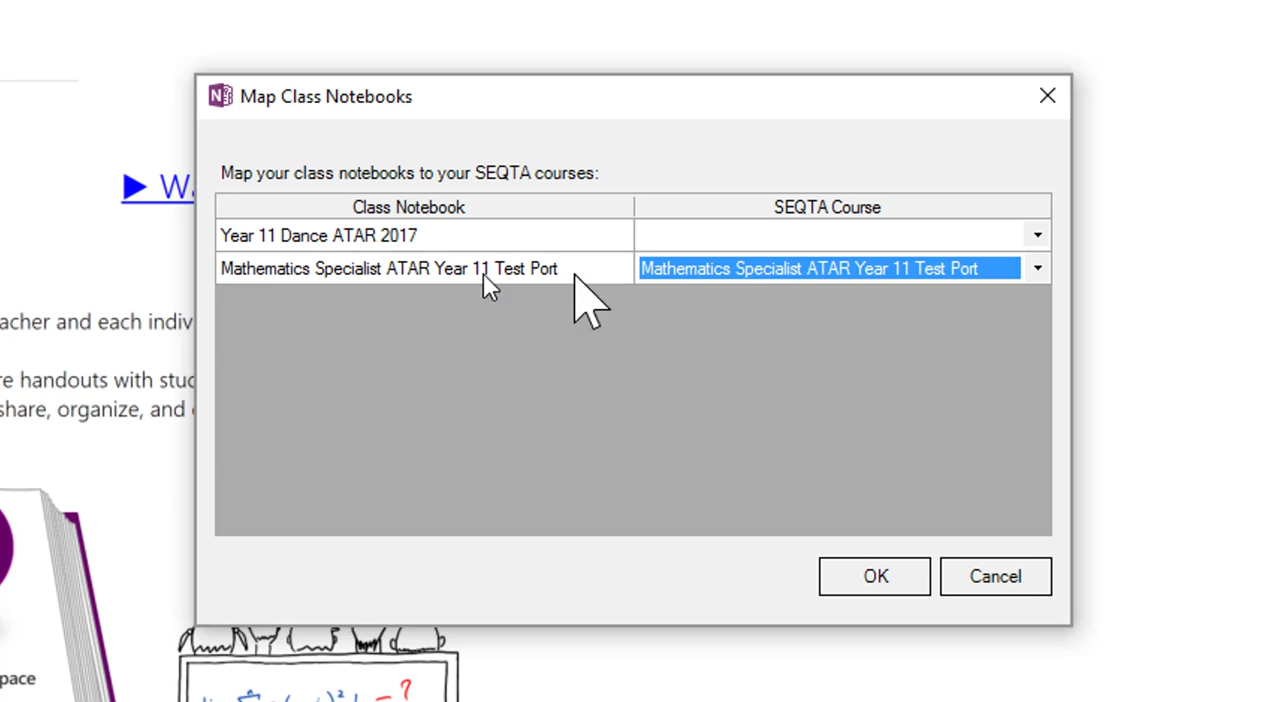 Map Class Notebooks
Map your class notebooks to your SEQTA courses:
Class Notebook SEQTA Course
Year 11 Dance ATAR 2017
Mathematics Specialist ATAR Year 11 Test Port Mathematics Specialist ATAR Year 11 Test Port
acher and each indiv
re handouts with stud
share, organize, and
OK Cancel
pace
= ?